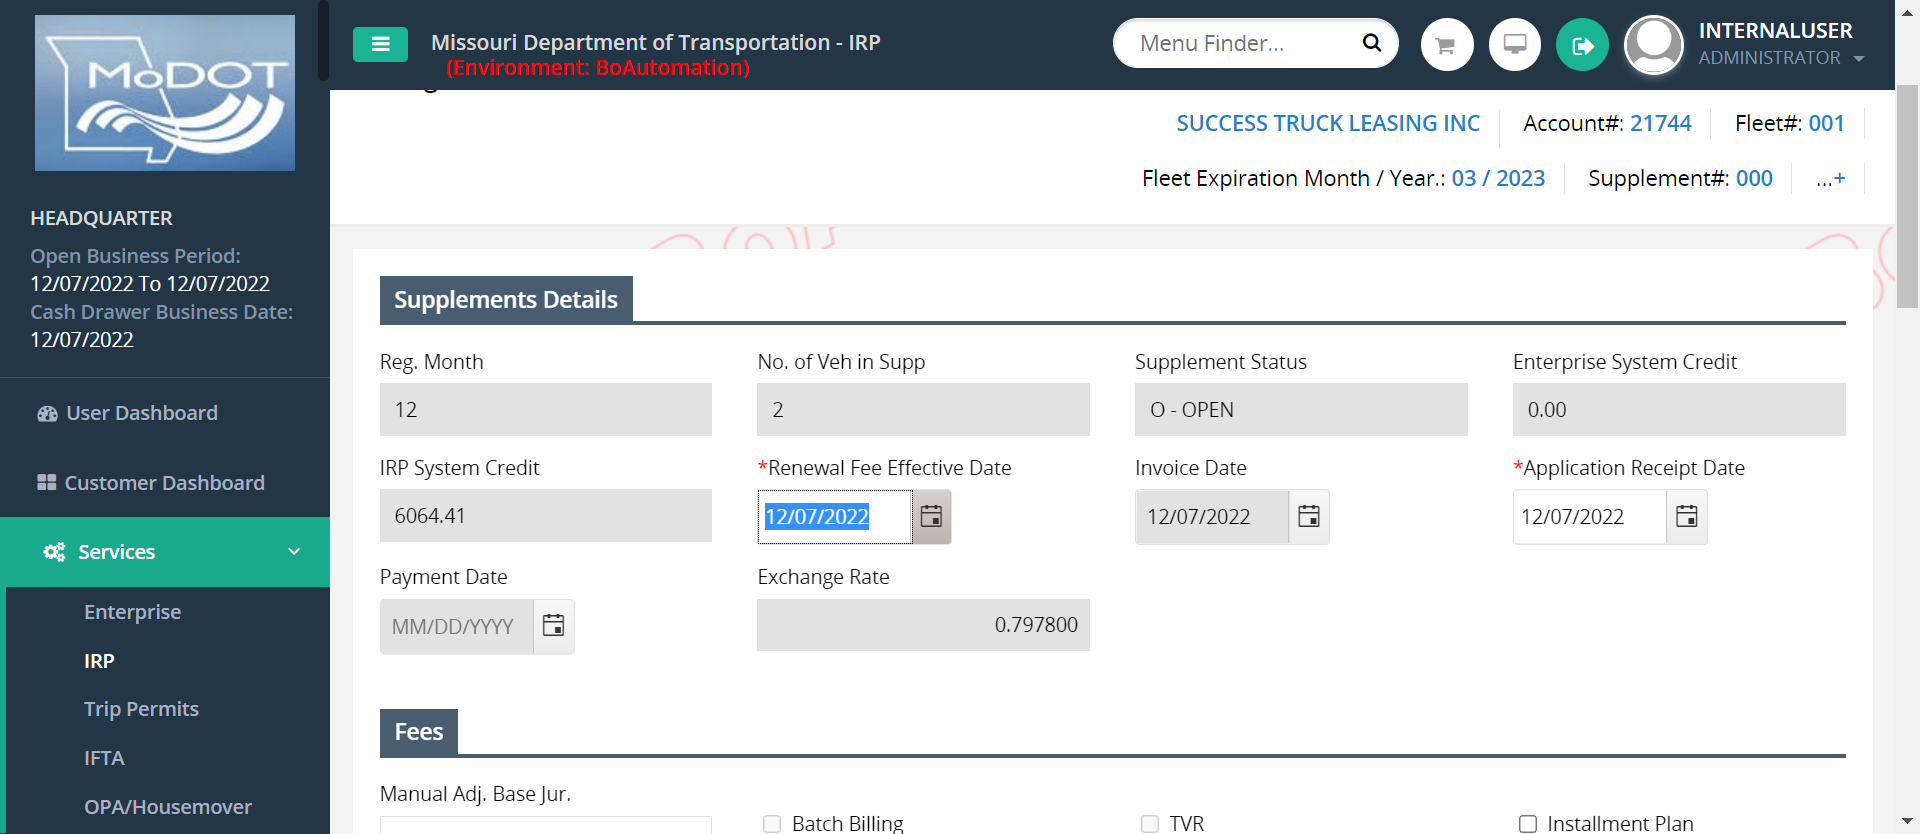 MoDOT
Missouri Department of Transportation - IRP
(Environment: BoAutomation)
Menu Finder...
INTERNALUSER
ADMINISTRATOR
HEADQUARTER
Open Business Period:
12/07/2022 To 12/07/2022
Cash Drawer Business Date:
12/07/2022
User Dashboard
Customer Dashboard
Services
Enterprise
IRP
Trip Permits
IFTA
OPA/Housemover
SUCCESS TRUCK LEASING INC
Account#: 21744
Fleet#: 001
Fleet Expiration Month / Year.: 03 / 2023
Supplement#: 000
...+
Supplements Details
Reg. Month
No. of Veh in Supp
Supplement Status
Enterprise System Credit
12
2
O - OPEN
0.00
IRP System Credit
*Renewal Fee Effective Date
Invoice Date
*Application Receipt Date
6064.41
12/07/2022
12/07/2022
12/07/2022
Payment Date
Exchange Rate
MM/DD/YYYY
0.797800
Fees
Manual Adj. Base Jur.
Batch Billing
TVR
Installment Plan